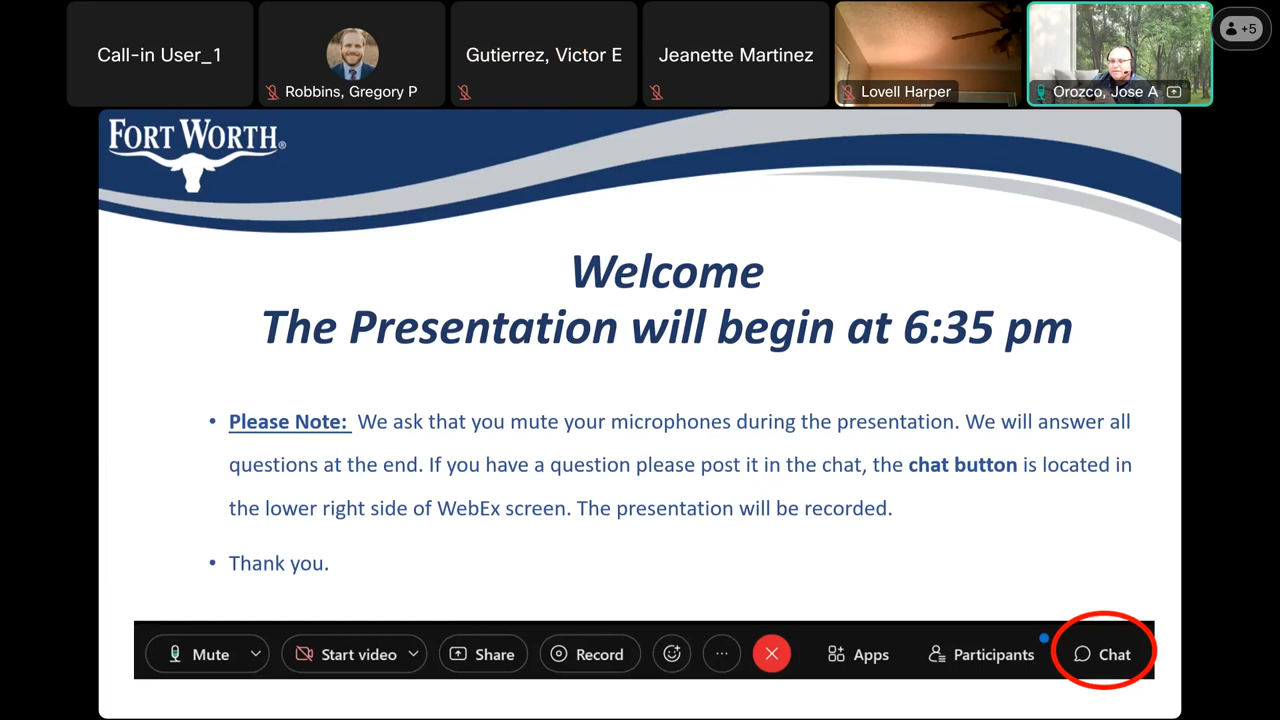 Call-in User_1
Robbins, Gregory P
Gutierrez, Victor E
Jeanette Martinez
Lovell Harper
Orozco, Jose A
+5
FORT WORTH®
Welcome
The Presentation will begin at 6:35 pm
• Please Note: We ask that you mute your microphones during the presentation. We will answer all
questions at the end. If you have a question please post it in the chat, the chat button is located in
the lower right side of WebEx screen. The presentation will be recorded.
• Thank you.
Mute
Start video
Share
Record
Apps
Participants
Chat